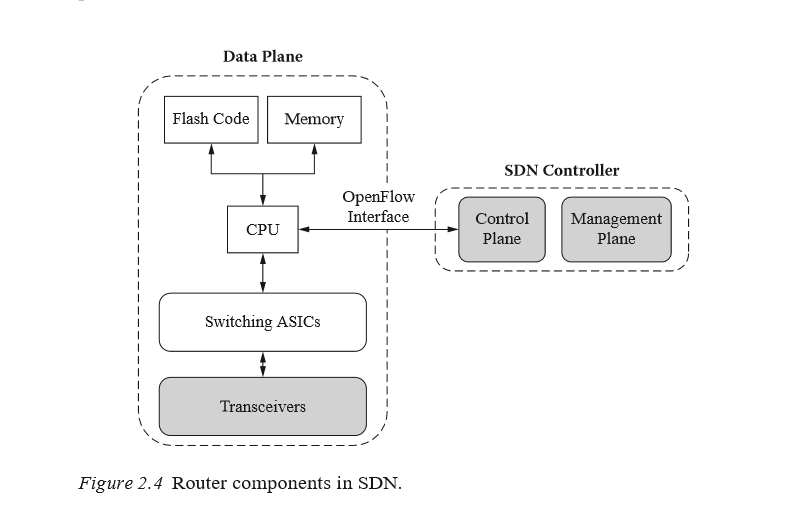 Data Plane
Flash Code
Memory
SDN Controller
OpenFlow
Interface
Control
Plane
Management
Plane
CPU
Switching ASICs
Transceivers
Figure 2.4 Router components in SDN.